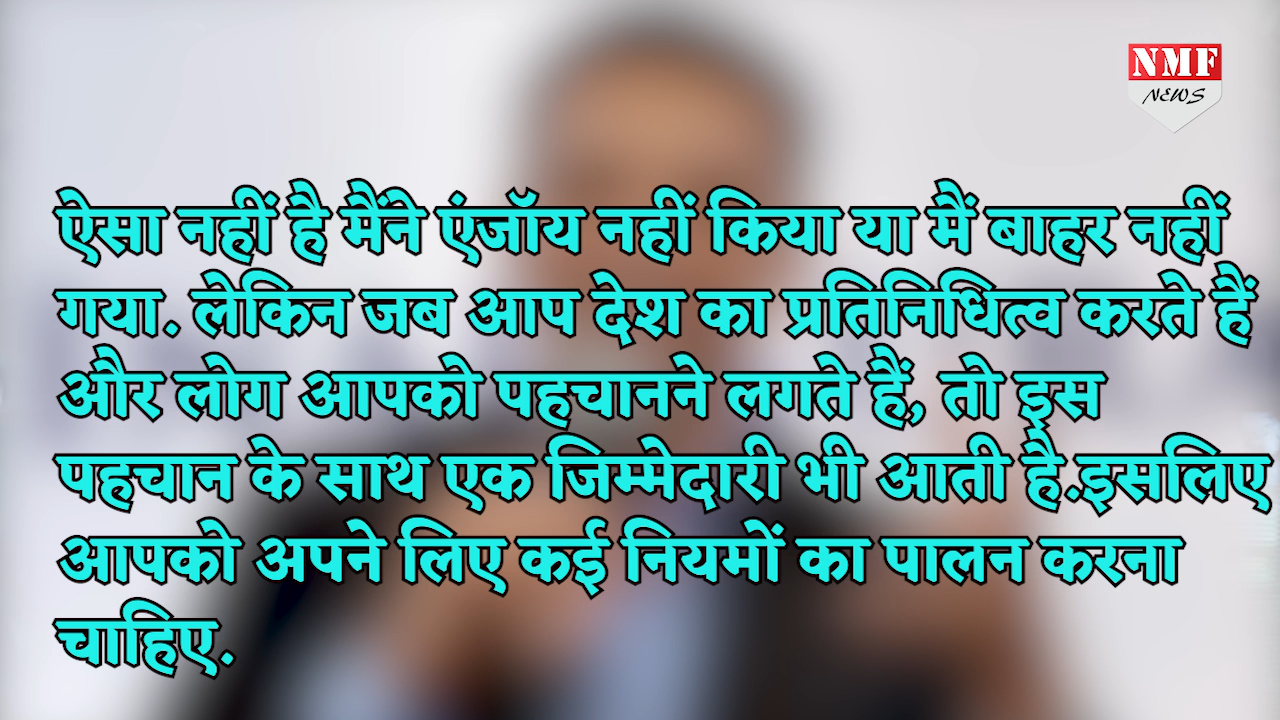 NMF
NEWS
ऐसा नहीं है मैंने एंजॉय नहीं किया या मैं बाहर नहीं
गया. लेकिन जब आप देश का प्रतिनिधित्व करते हैं
और लोग आपको पहचानने लगते हैं, तो इस
पहचान के साथ एक जिम्मेदारी भी आती है.इसलिए
आपको अपने लिए कई नियमों का पालन करना
चाहिए.